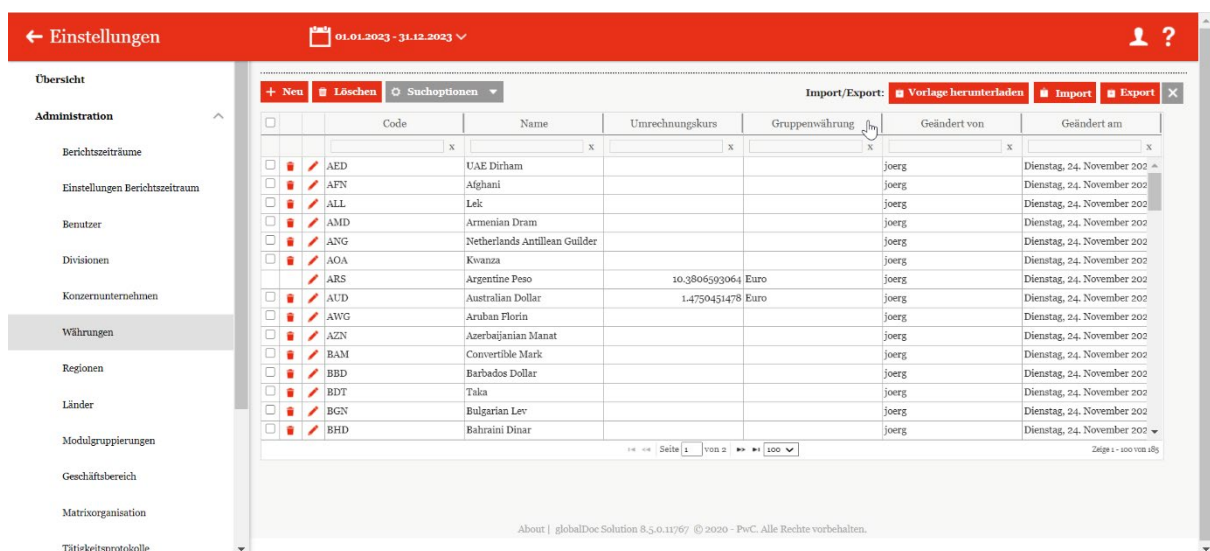 ← Einstellungen
01.01.2023 - 31.12.2023
?
Übersicht
Administration
Berichtszeiträume
Einstellungen Berichtszeitraum
Benutzer
Divisionen
Konzernunternehmen
Währungen
Regionen
Länder
Modulgruppierungen
Geschäftsbereich
Matrixorganisation
Tätigkeitsprotokolle
+ Neu Löschen Suchoptionen Import/Export: Vorlage herunterladen Import Export X
Code Name Umrechnungskurs Gruppenwährung Geändert von Geändert am
x x x x x x
AED UAE Dirham joerg Dienstag, 24. November 202
AFN Afghani joerg Dienstag, 24. November 202
ALL Lek joerg Dienstag, 24. November 202
AMD Armenian Dram joerg Dienstag, 24. November 202
ANG Netherlands Antillean Guilder joerg Dienstag, 24. November 202
AOA Kwanza joerg Dienstag, 24. November 202
ARS Argentine Peso 10.3806593064 Euro joerg Dienstag, 24. November 202
AUD Australian Dollar 1.4750451478 Euro joerg Dienstag, 24. November 202
AWG Aruban Florin joerg Dienstag, 24. November 202
AZN Azerbaijanian Manat joerg Dienstag, 24. November 202
BAM Convertible Mark joerg Dienstag, 24. November 202
BBD Barbados Dollar joerg Dienstag, 24. November 202
BDT Taka joerg Dienstag, 24. November 202
BGN Bulgarian Lev joerg Dienstag, 24. November 202
BHD Bahraini Dinar joerg Dienstag, 24. November 202
Seite 1 von 2 100 Zeige 1 - 100 von 185
About | globalDoc Solution 8.5.0.11767 © 2020 - PwC. Alle Rechte vorbehalten.